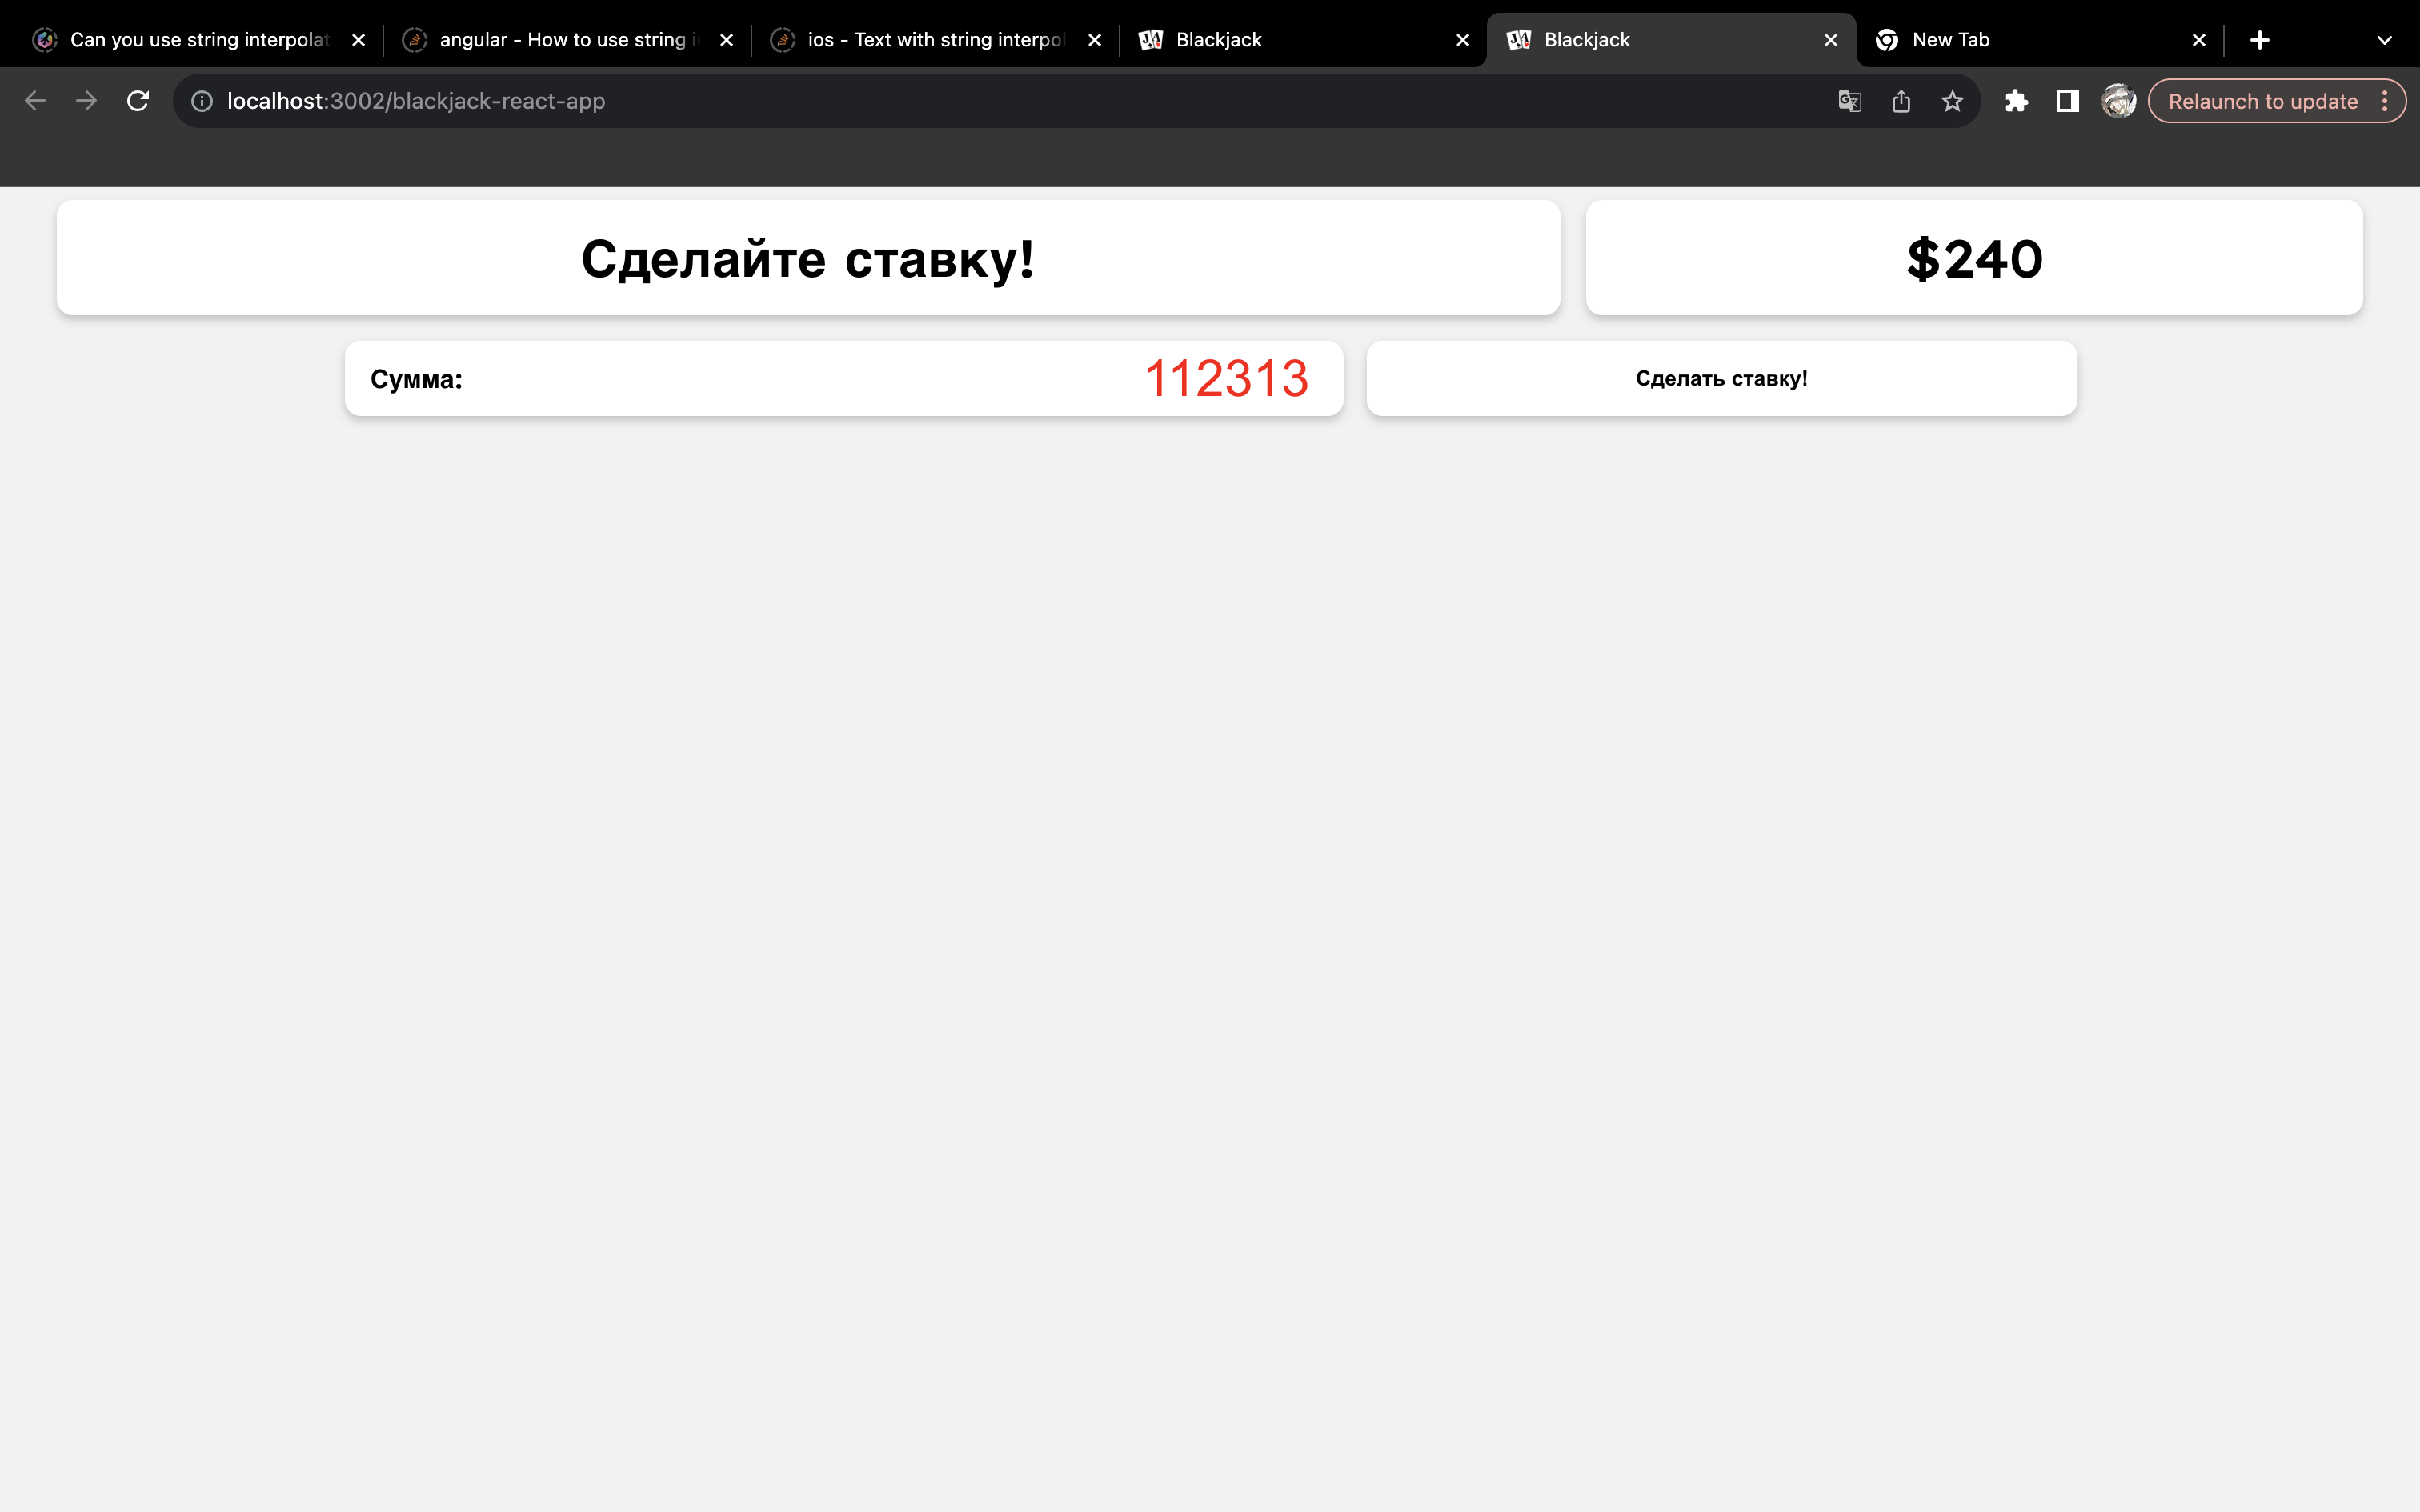 Can you use string interpolat
angular - How to use string i
ios - Text with string interpol
Blackjack
Blackjack
New Tab
localhost:3002/blackjack-react-app
Relaunch to update
Сделайте ставку!
$240
Сумма:
112313
Сделать ставку!